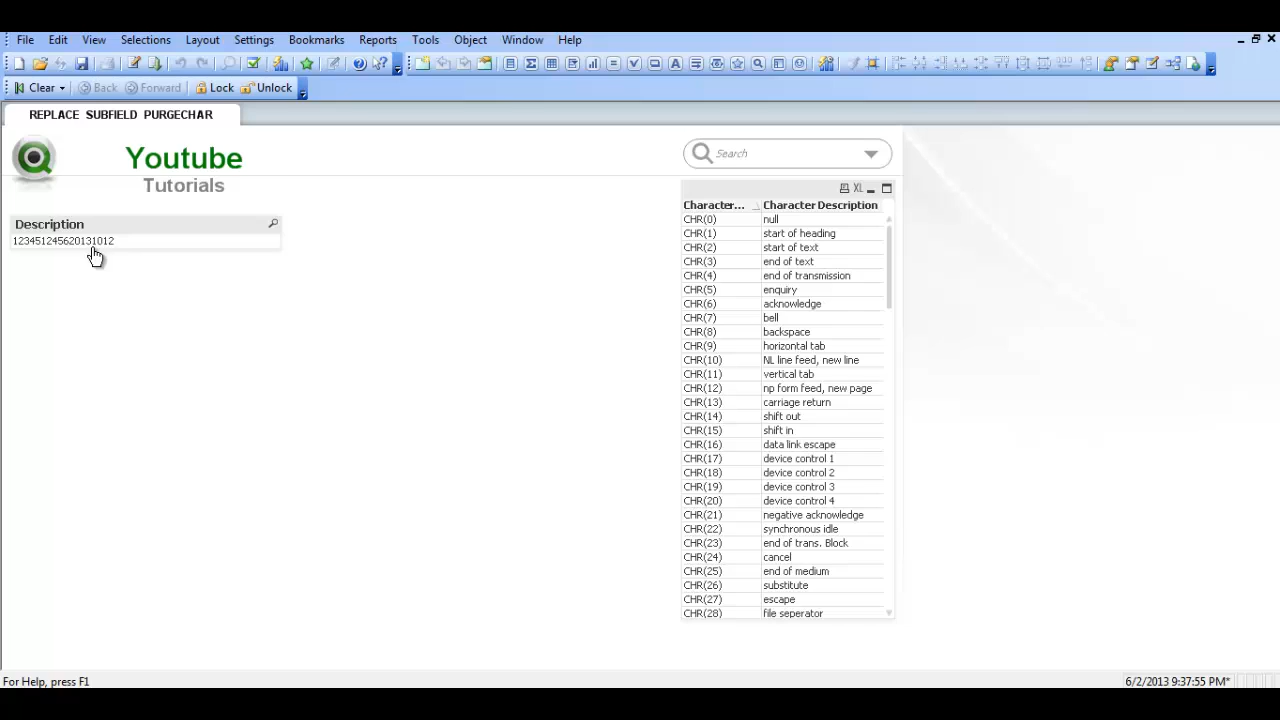 File Edit View Selections Layout Settings Bookmarks Reports Tools Object Window Help
Clear Back Forward Lock Unlock
REPLACE SUBFIELD PURGECHAR
Youtube
Tutorials
Search
Description
123451245620131012
XL
Character... Character Description
CHR(0) null
CHR(1) start of heading
CHR(2) start of text
CHR(3) end of text
CHR(4) end of transmission
CHR(5) enquiry
CHR(6) acknowledge
CHR(7) bell
CHR(8) backspace
CHR(9) horizontal tab
CHR(10) NL line feed, new line
CHR(11) vertical tab
CHR(12) np form feed, new page
CHR(13) carriage return
CHR(14) shift out
CHR(15) shift in
CHR(16) data link escape
CHR(17) device control 1
CHR(18) device control 2
CHR(19) device control 3
CHR(20) device control 4
CHR(21) negative acknowledge
CHR(22) synchronous idle
CHR(23) end of trans. Block
CHR(24) cancel
CHR(25) end of medium
CHR(26) substitute
CHR(27) escape
CHR(28) file seperator
For Help, press F1 6/2/2013 9:37:55 PM*